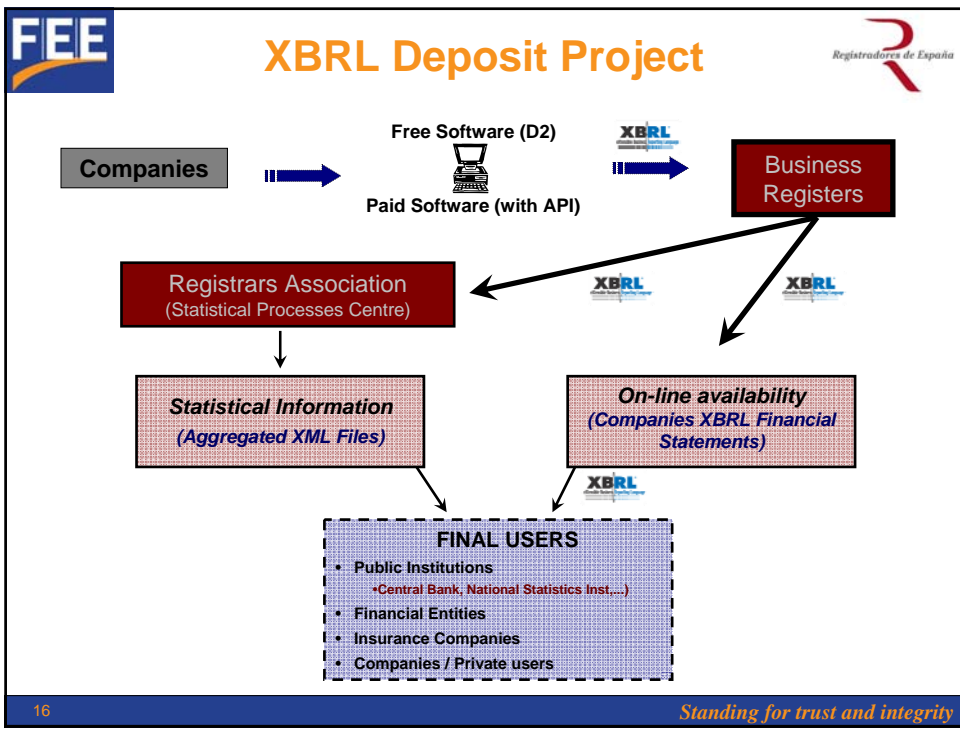 FEE
XBRL Deposit Project
Registradores de España
Free Software (D2)
XBRL
Companies
Paid Software (with API)
Business
Registers
Registrars Association
(Statistical Processes Centre)
XBRL
XBRL
Statistical Information
(Aggregated XML Files)
On-line availability
(Companies XBRL Financial
Statements)
XBRL
FINAL USERS
• Public Institutions
•Central Bank, National Statistics Inst,...)
• Financial Entities
• Insurance Companies
• Companies / Private users
16
Standing for trust and integrity